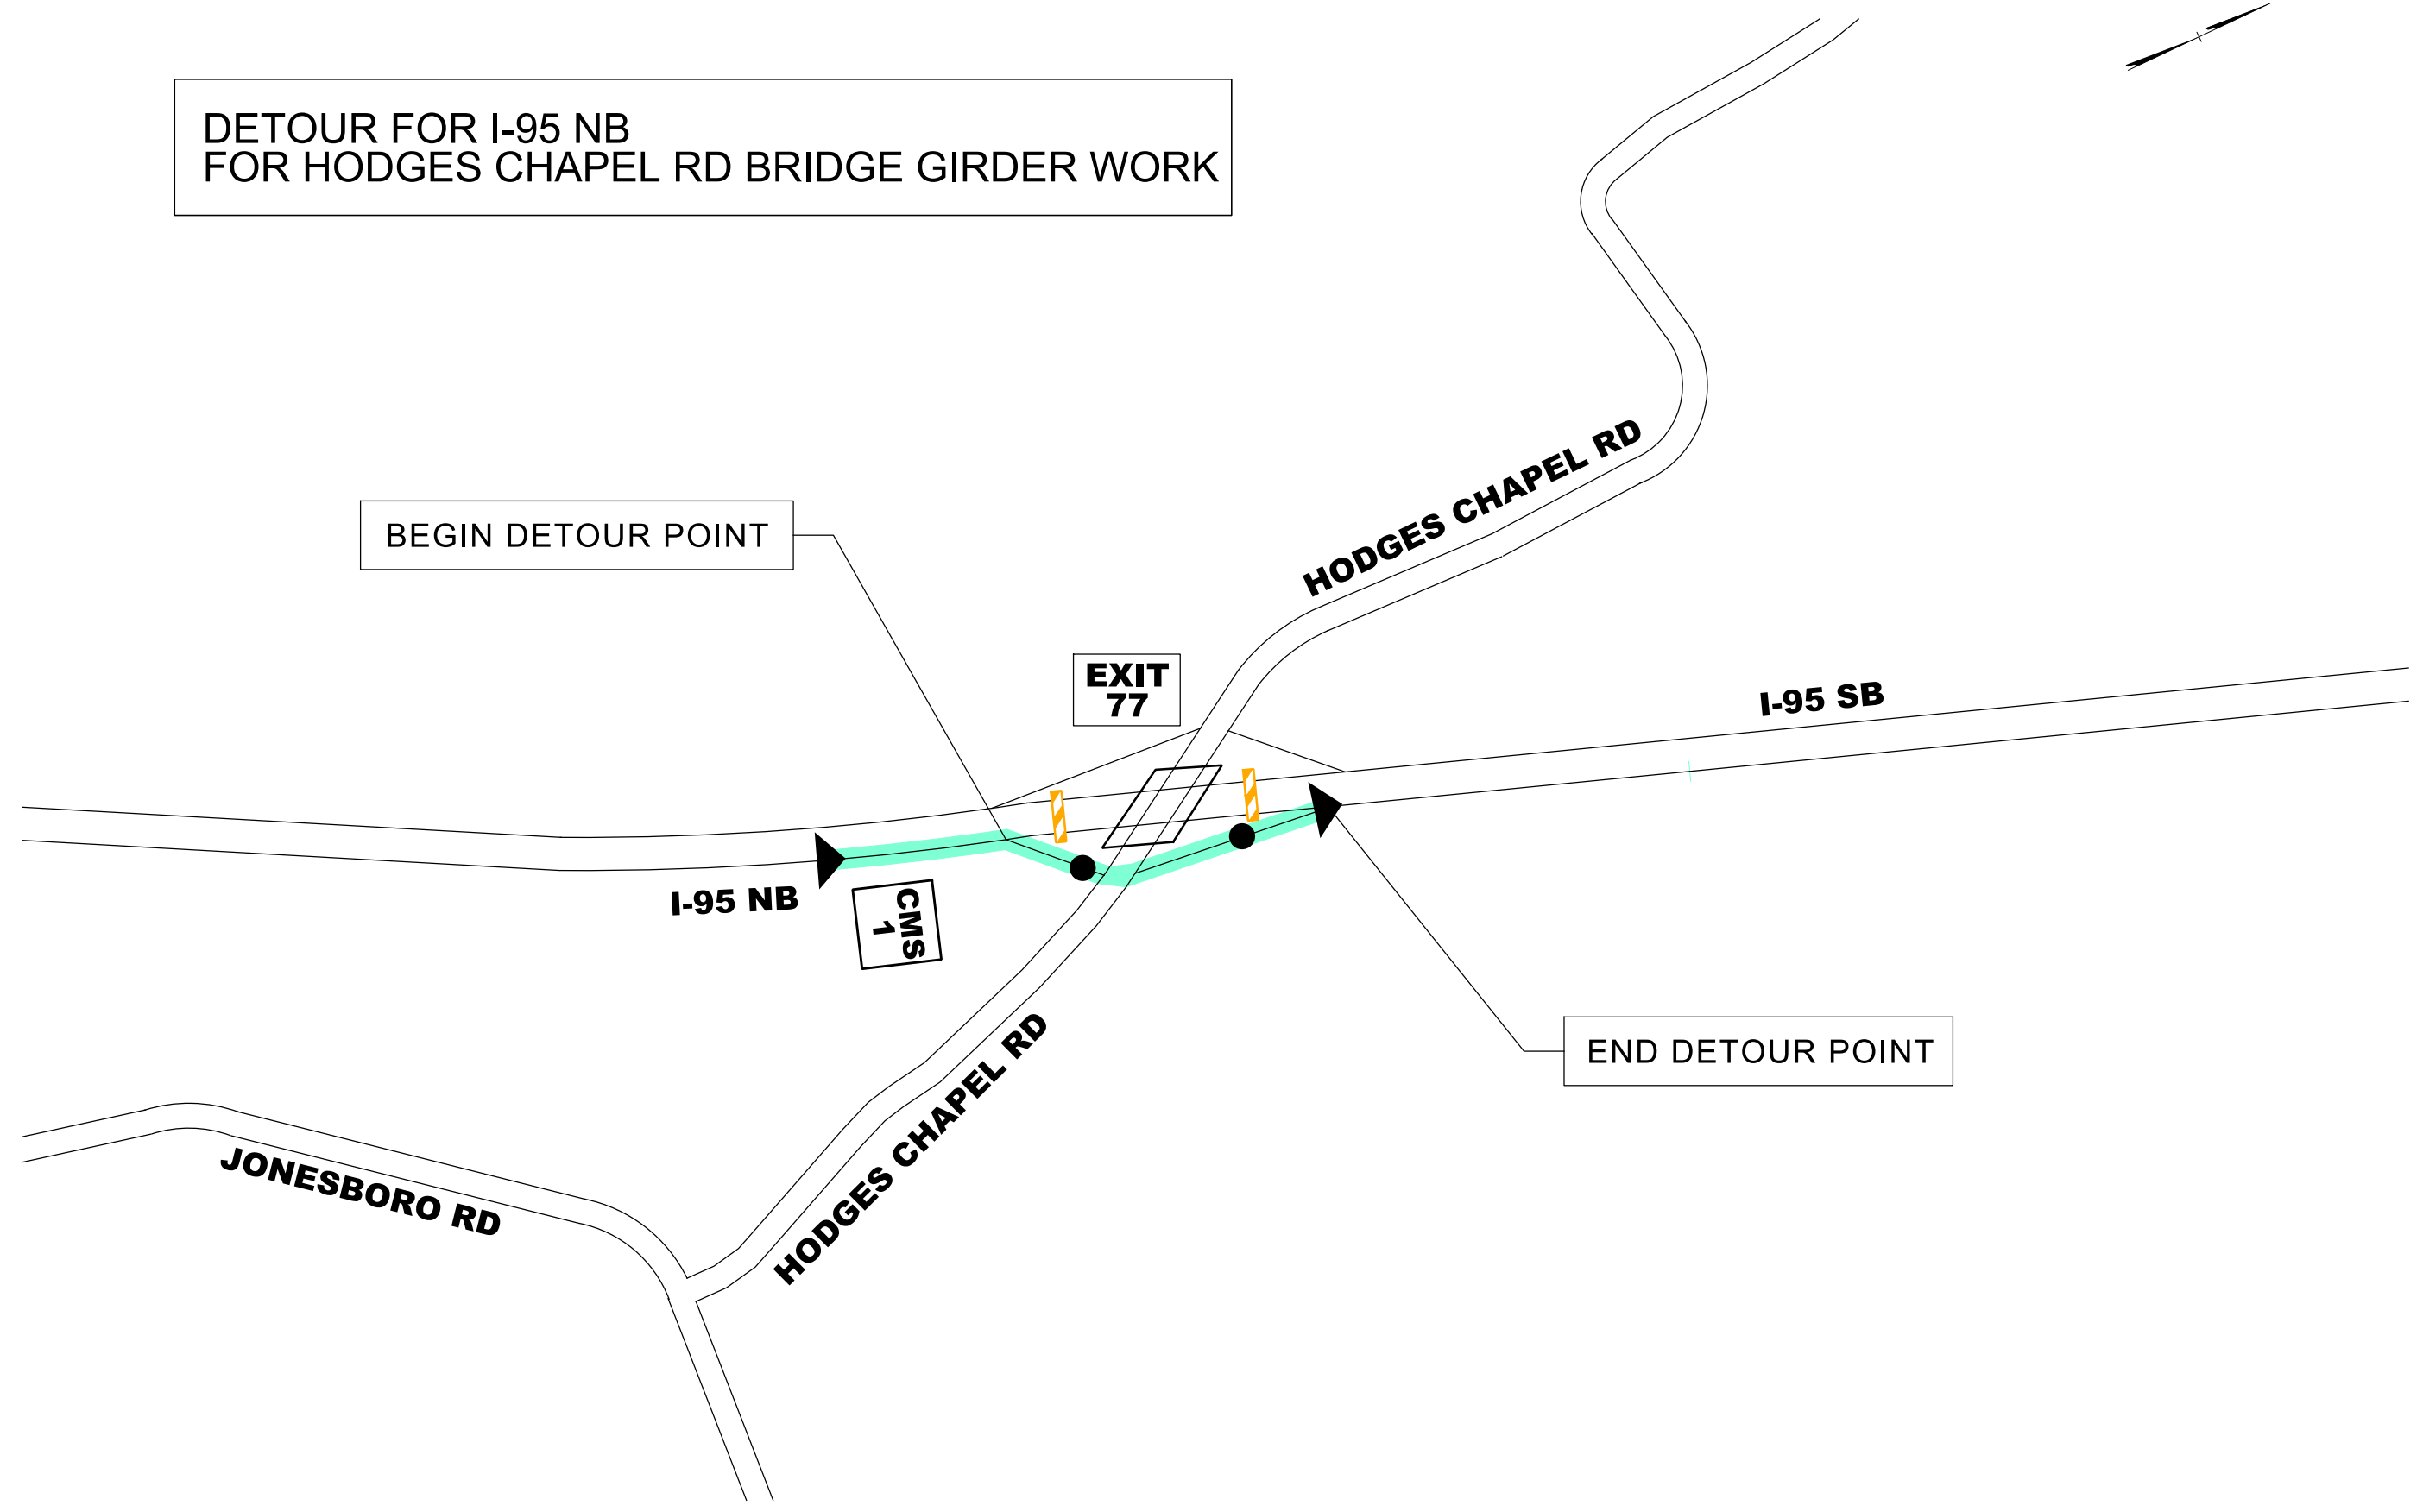 DETOUR FOR I-95 NB
FOR HODGES CHAPEL RD BRIDGE GIRDER WORK
HODGES CHAPEL RD
BEGIN DETOUR POINT
EXIT
77
I-95 SB
I-95 NB
CMS
1
HODGES CHAPEL RD
END DETOUR POINT
JONESBORO RD